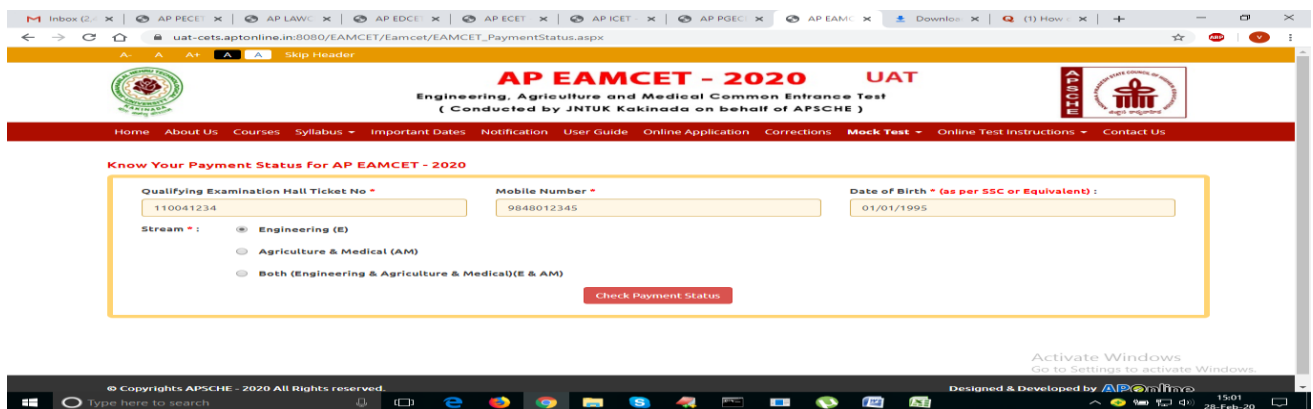 Inbox (2, AP PECET AP LAWC AP EDCET AP ECET AP ICET - AP PGEC AP EAMC Downloa (1) How
uat-cets.aptonline.in:8080/EAMCET/Eamcet/EAMCET_PaymentStatus.aspx
A- A A+ A A Skip Header
AP EAMCET - 2020 UAT
Engineering, Agriculture and Medical Common Entrance Test
( Conducted by JNTUK Kakinada on behalf of APSCHE )
APSCHE
Home About Us Courses Syllabus Important Dates Notification User Guide Online Application Corrections Mock Test Online Test Instructions Contact Us
Know Your Payment Status for AP EAMCET - 2020
Qualifying Examination Hall Ticket No * Mobile Number * Date of Birth * (as per SSC or Equivalent) :
110041234 9848012345 01/01/1995
Stream * : Engineering (E)
Agriculture & Medical (AM)
Both (Engineering & Agriculture & Medical)(E & AM)
Check Payment Status
Activate Windows
Go to Settings to activate Windows.
© Copyrights APSCHE - 2020 All Rights reserved. Designed & Developed by APOnline
Type here to search 15:01
28-Feb-20